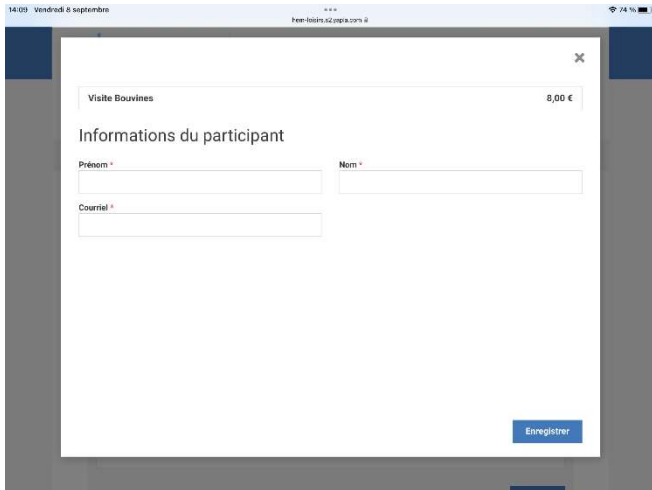 14:09 Vendredi 8 septembre
74 %
Visite Bouvines 8,00 €
Informations du participant
Prénom * Nom *
Courriel *
Enregistrer